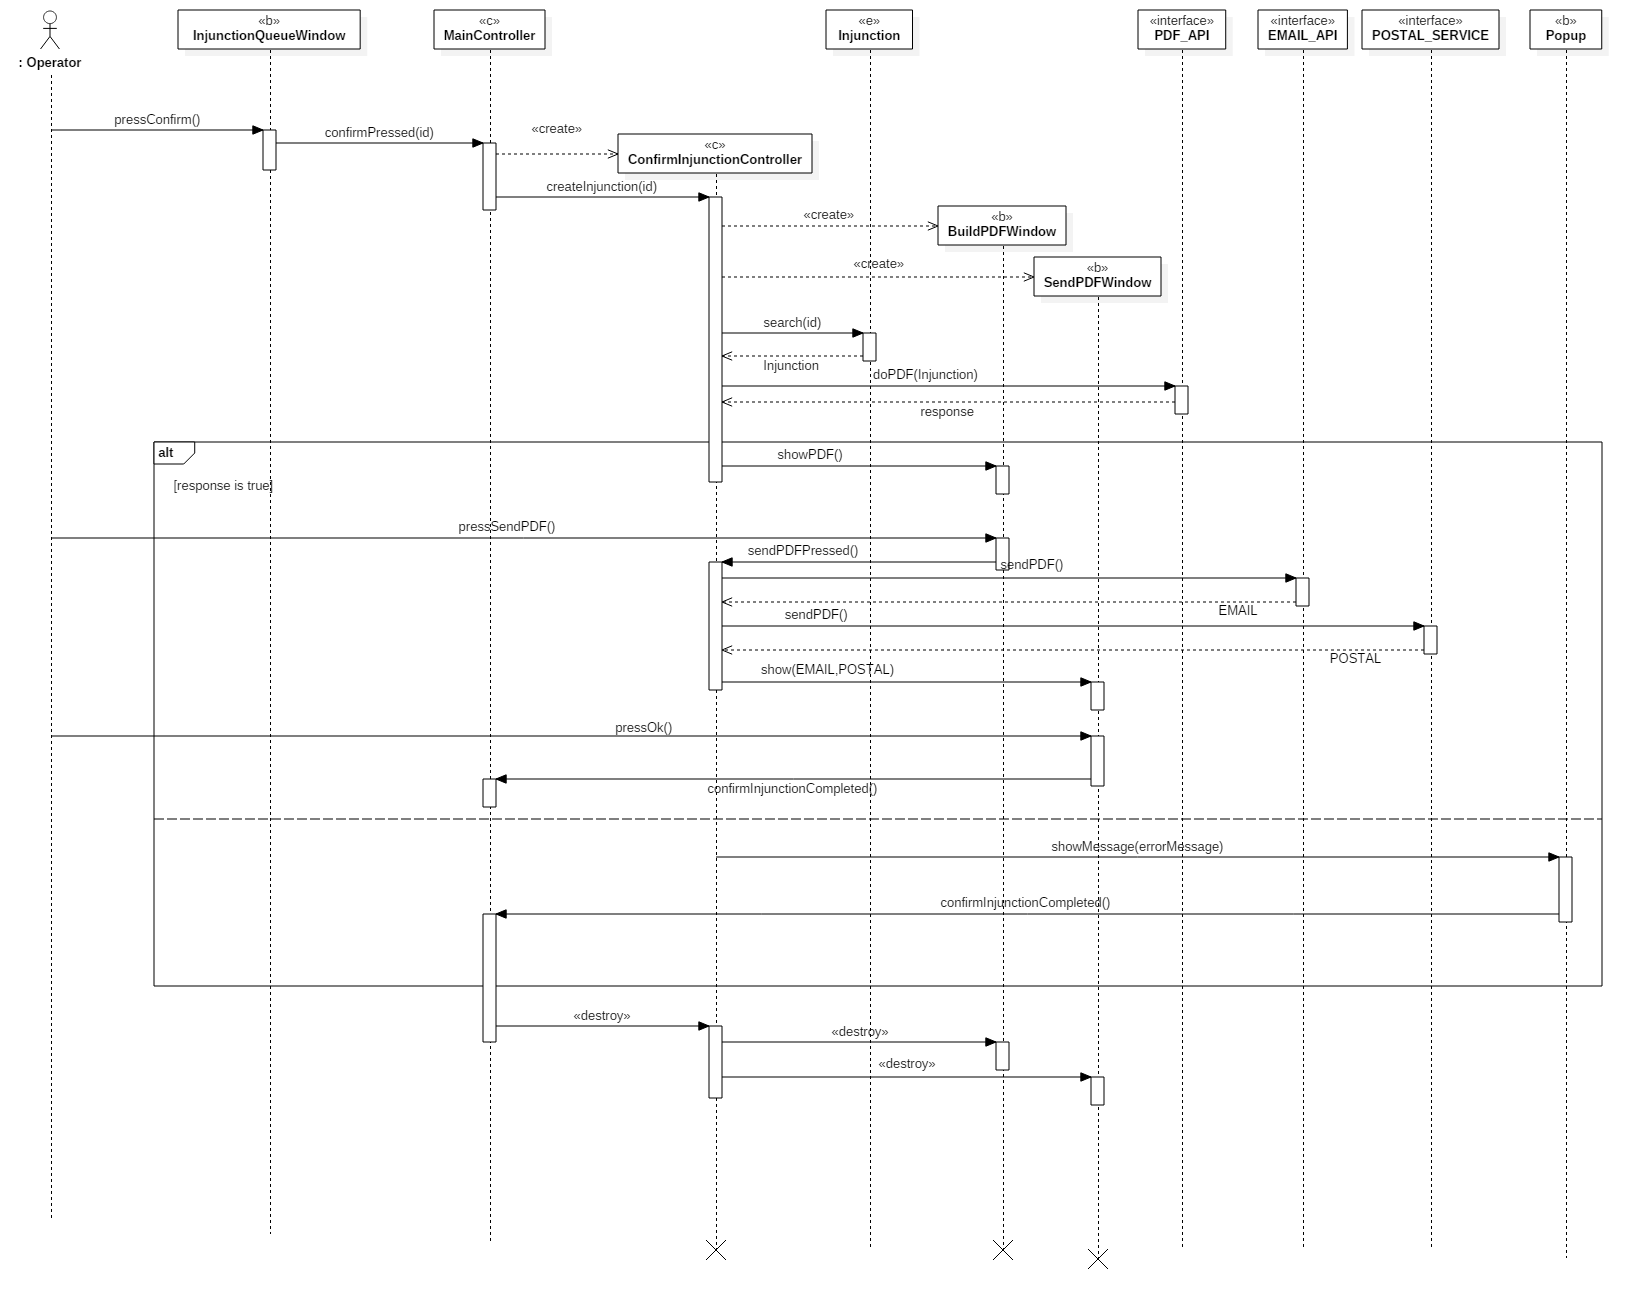 «b»
InjunctionQueueWindow
«c»
MainController
«e»
Injunction
«interface»
PDF_API
«interface»
EMAIL_API
«interface»
POSTAL_SERVICE
«b»
Popup
: Operator
pressConfirm()
confirmPressed(id)
«create»
«c»
ConfirmInjunctionController
createInjunction(id)
«create»
«b»
BuildPDFWindow
«create»
«b»
SendPDFWindow
search(id)
Injunction
doPDF(Injunction)
response
alt
showPDF()
[response is true]
pressSendPDF()
sendPDFPressed()
sendPDF()
EMAIL
sendPDF()
POSTAL
show(EMAIL,POSTAL)
pressOk()
confirmInjunctionCompleted()
showMessage(errorMessage)
confirmInjunctionCompleted()
«destroy»
«destroy»
«destroy»